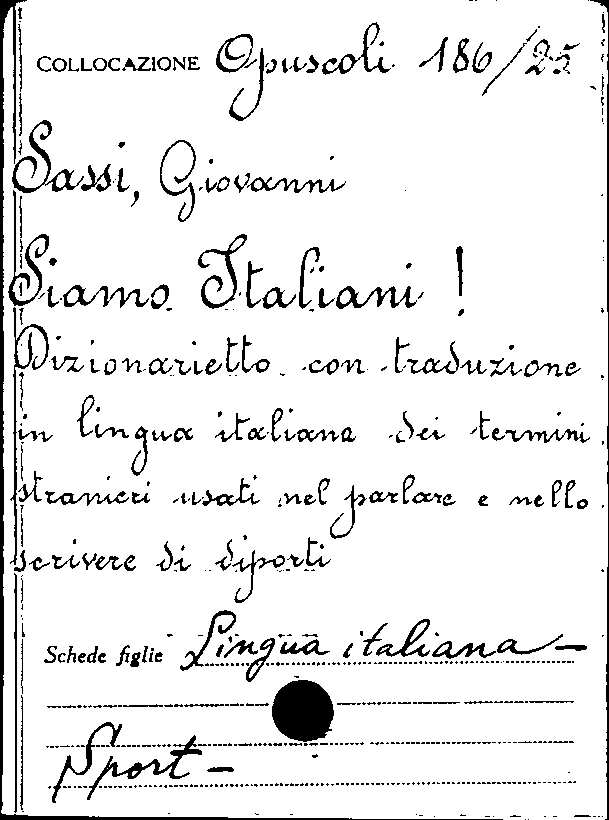 COLLOCAZIONE Opuscoli 186/25
Sassi, Giovanni
Siamo Italiani !
Dizionarietto con traduzione
in lingua italiana dei termini
stranieri usati nel parlare e nello
scrivere di diporti
Schede figlie Lingua italiana -
Sport -